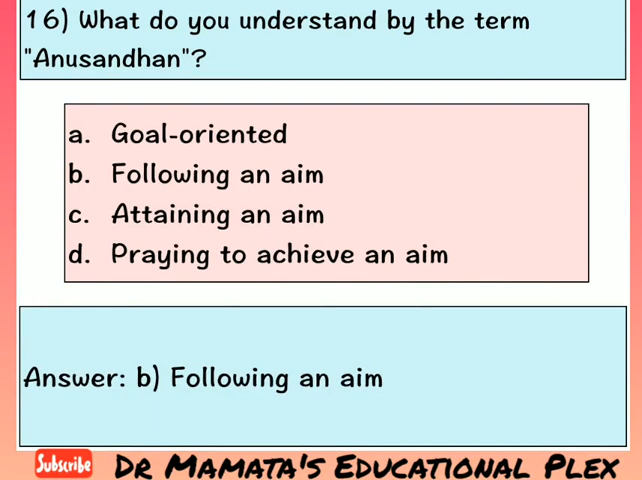 16) What do you understand by the term
"Anusandhan"?
a. Goal-oriented
b. Following an aim
c. Attaining an aim
d. Praying to achieve an aim
Answer: b) Following an aim
Subscribe DR MAMATA'S EDUCATIONAL PLEX